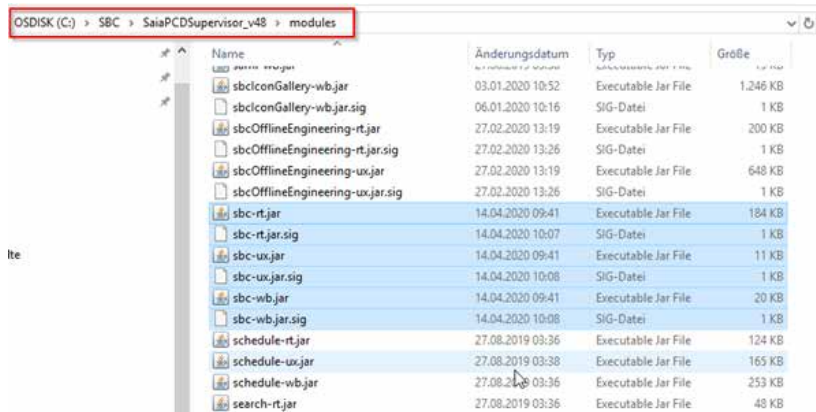 OSDISK (C:) > SBC > SaiaPCDSupervisor_v48 > modules
Name Änderungsdatum Typ Größe
sbcIconGallery-wb.jar 03.01.2020 10:52 Executable Jar File 1.246 KB
sbcIconGallery-wb.jar.sig 06.01.2020 10:16 SIG-Datei 1 KB
sbcOfflineEngineering-rt.jar 27.02.2020 13:19 Executable Jar File 200 KB
sbcOfflineEngineering-rt.jar.sig 27.02.2020 13:26 SIG-Datei 1 KB
sbcOfflineEngineering-ux.jar 27.02.2020 13:19 Executable Jar File 648 KB
sbcOfflineEngineering-ux.jar.sig 27.02.2020 13:26 SIG-Datei 1 KB
sbc-rt.jar 14.04.2020 09:41 Executable Jar File 184 KB
sbc-rt.jar.sig 14.04.2020 10:07 SIG-Datei 1 KB
lte sbc-ux.jar 14.04.2020 09:41 Executable Jar File 11 KB
sbc-ux.jar.sig 14.04.2020 10:08 SIG-Datei 1 KB
sbc-wb.jar 14.04.2020 09:41 Executable Jar File 20 KB
sbc-wb.jar.sig 14.04.2020 10:08 SIG-Datei 1 KB
schedule-rt.jar 27.08.2019 03:36 Executable Jar File 124 KB
schedule-ux.jar 27.08.2019 03:38 Executable Jar File 165 KB
schedule-wb.jar 27.08.2019 03:36 Executable Jar File 253 KB
search-rt.jar 27.08.2019 03:36 Executable Jar File 48 KB